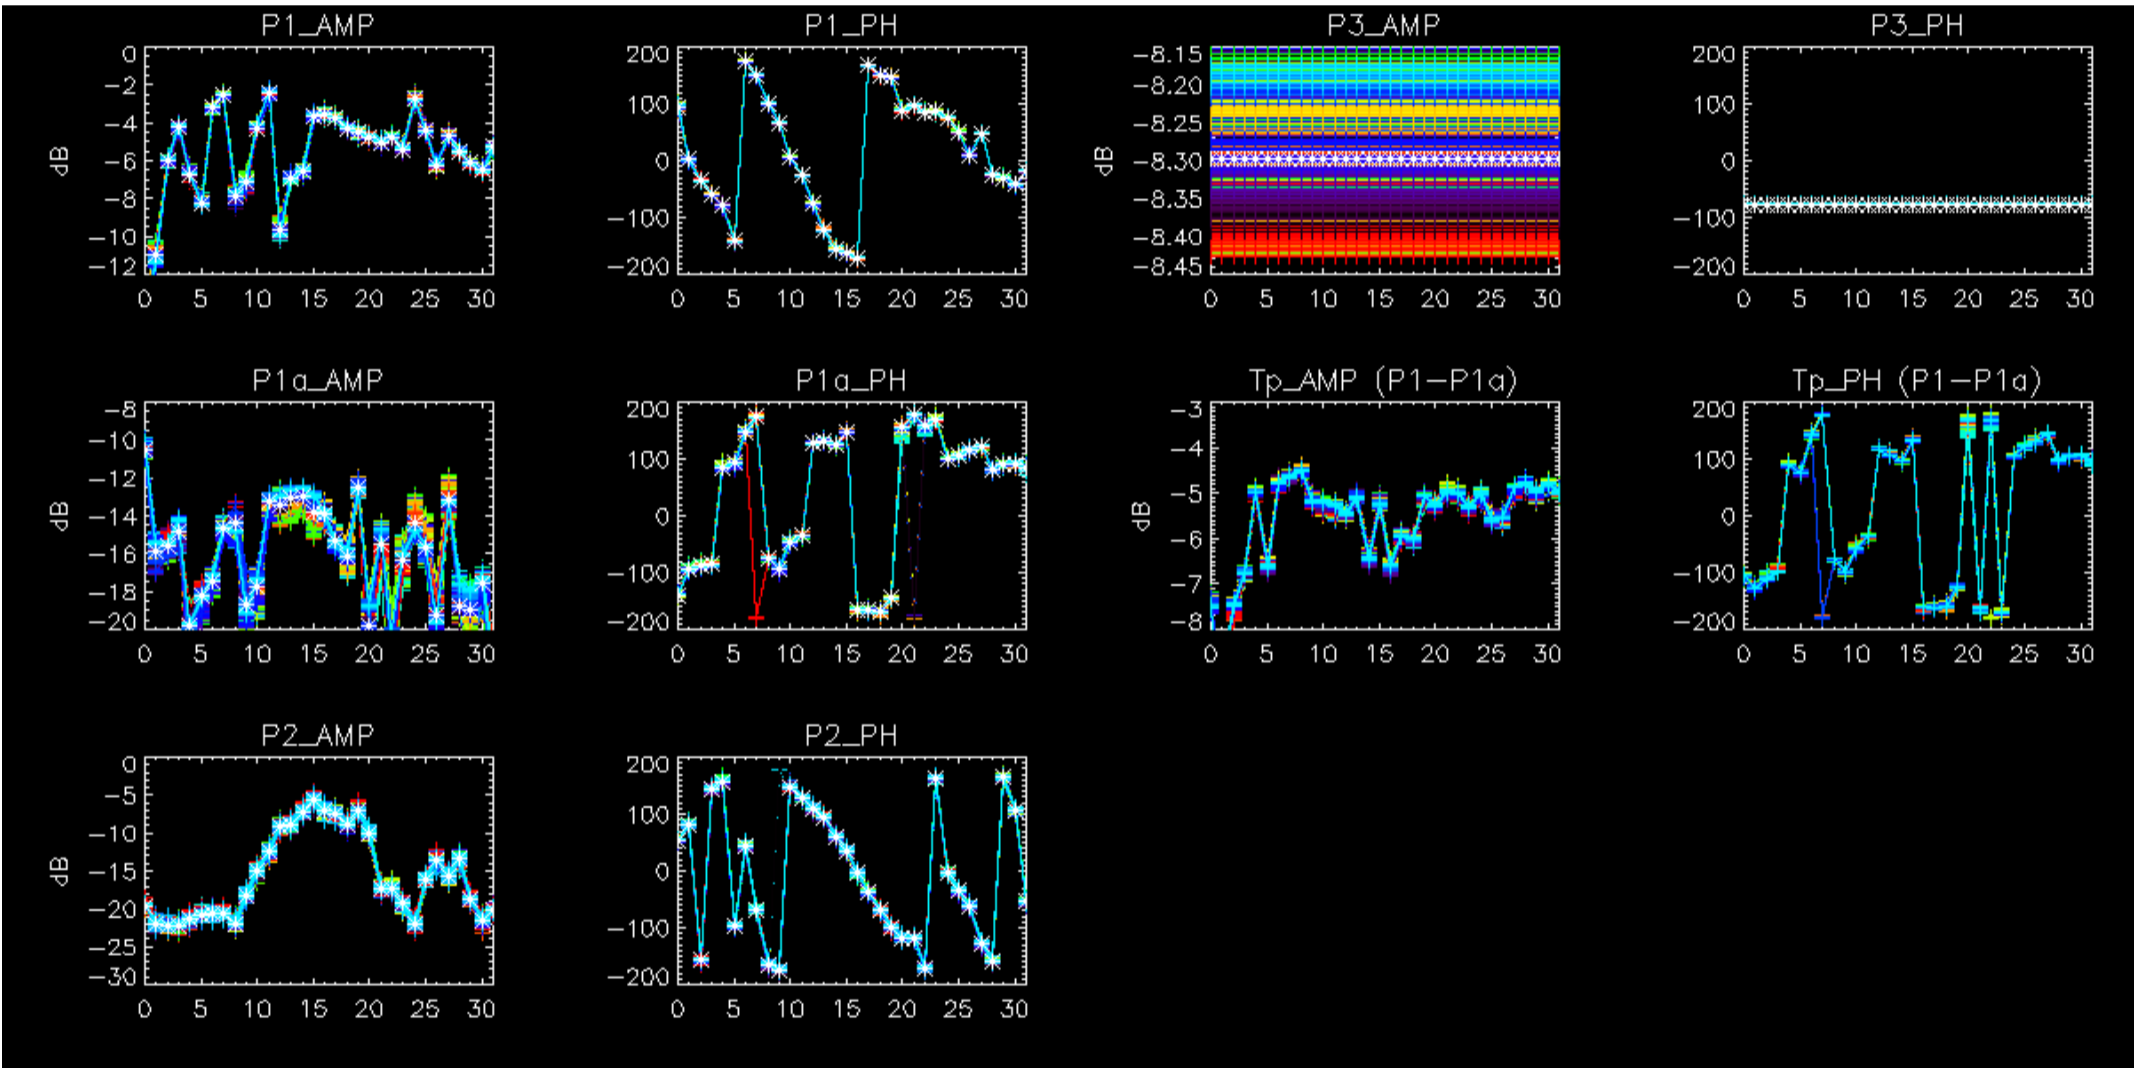 P1_AMP
0
−2
−4
−6
−8
−10
−12
dB
0 5 10 15 20 25 30
P1_PH
200
100
0
−100
−200
0 5 10 15 20 25 30
P3_AMP
−8.15
−8.20
−8.25
−8.30
−8.35
−8.40
−8.45
dB
0 5 10 15 20 25 30
P3_PH
200
100
0
−100
−200
0 5 10 15 20 25 30
P1a_AMP
−8
−10
−12
−14
−16
−18
−20
dB
0 5 10 15 20 25 30
P1a_PH
200
100
0
−100
−200
0 5 10 15 20 25 30
Tp_AMP (P1−P1a)
−3
−4
−5
−6
−7
−8
dB
0 5 10 15 20 25 30
Tp_PH (P1−P1a)
200
100
0
−100
−200
0 5 10 15 20 25 30
P2_AMP
0
−5
−10
−15
−20
−25
−30
dB
0 5 10 15 20 25 30
P2_PH
200
100
0
−100
−200
0 5 10 15 20 25 30